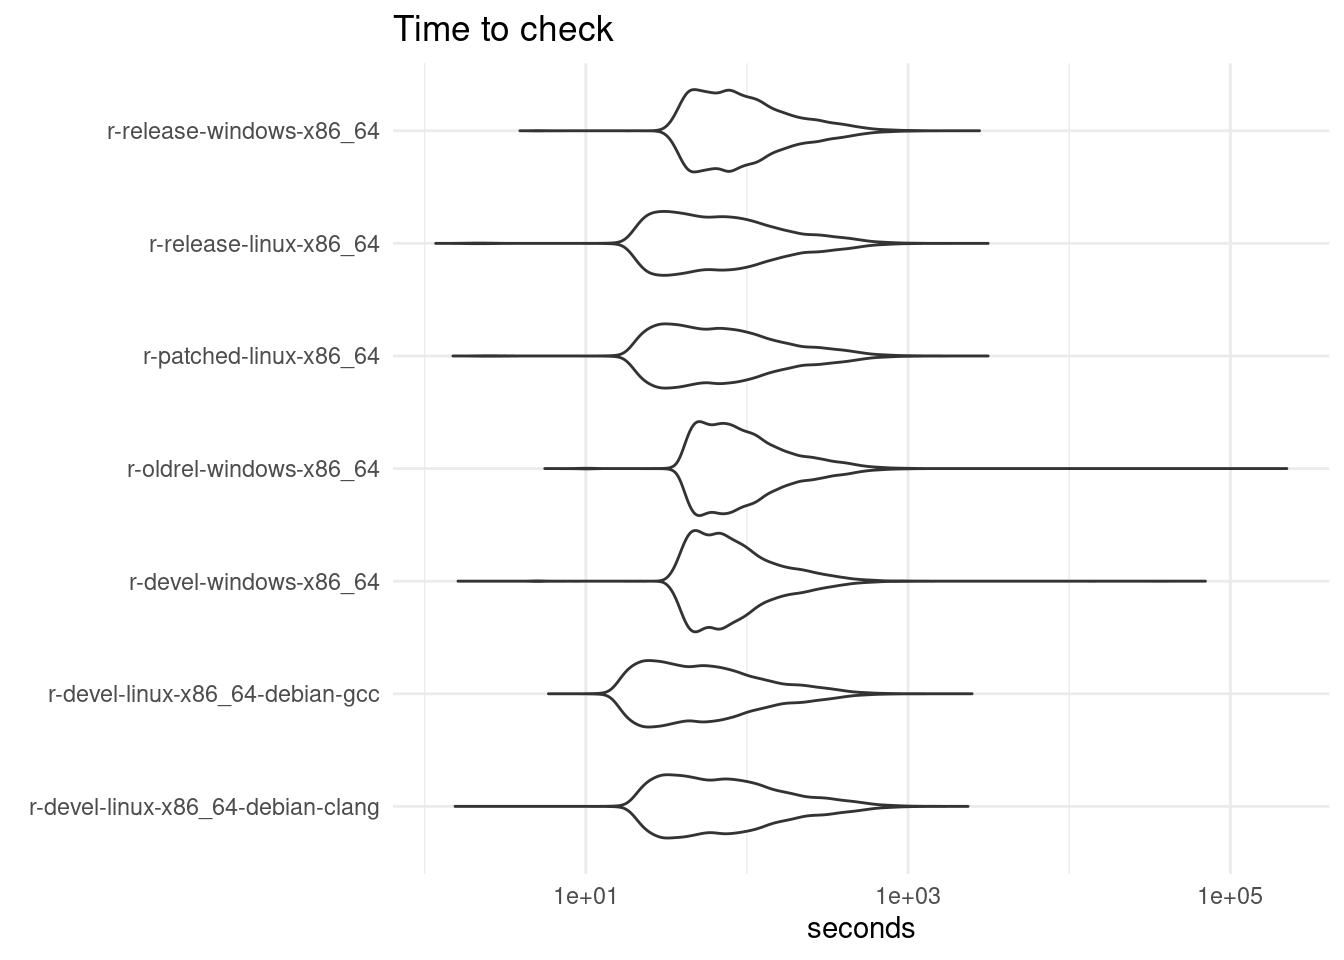 Time to check
r-release-windows-x86_64
r-release-linux-x86_64
r-patched-linux-x86_64
r-oldrel-windows-x86_64
r-devel-windows-x86_64
r-devel-linux-x86_64-debian-gcc
r-devel-linux-x86_64-debian-clang
1e+01 1e+03 1e+05
seconds